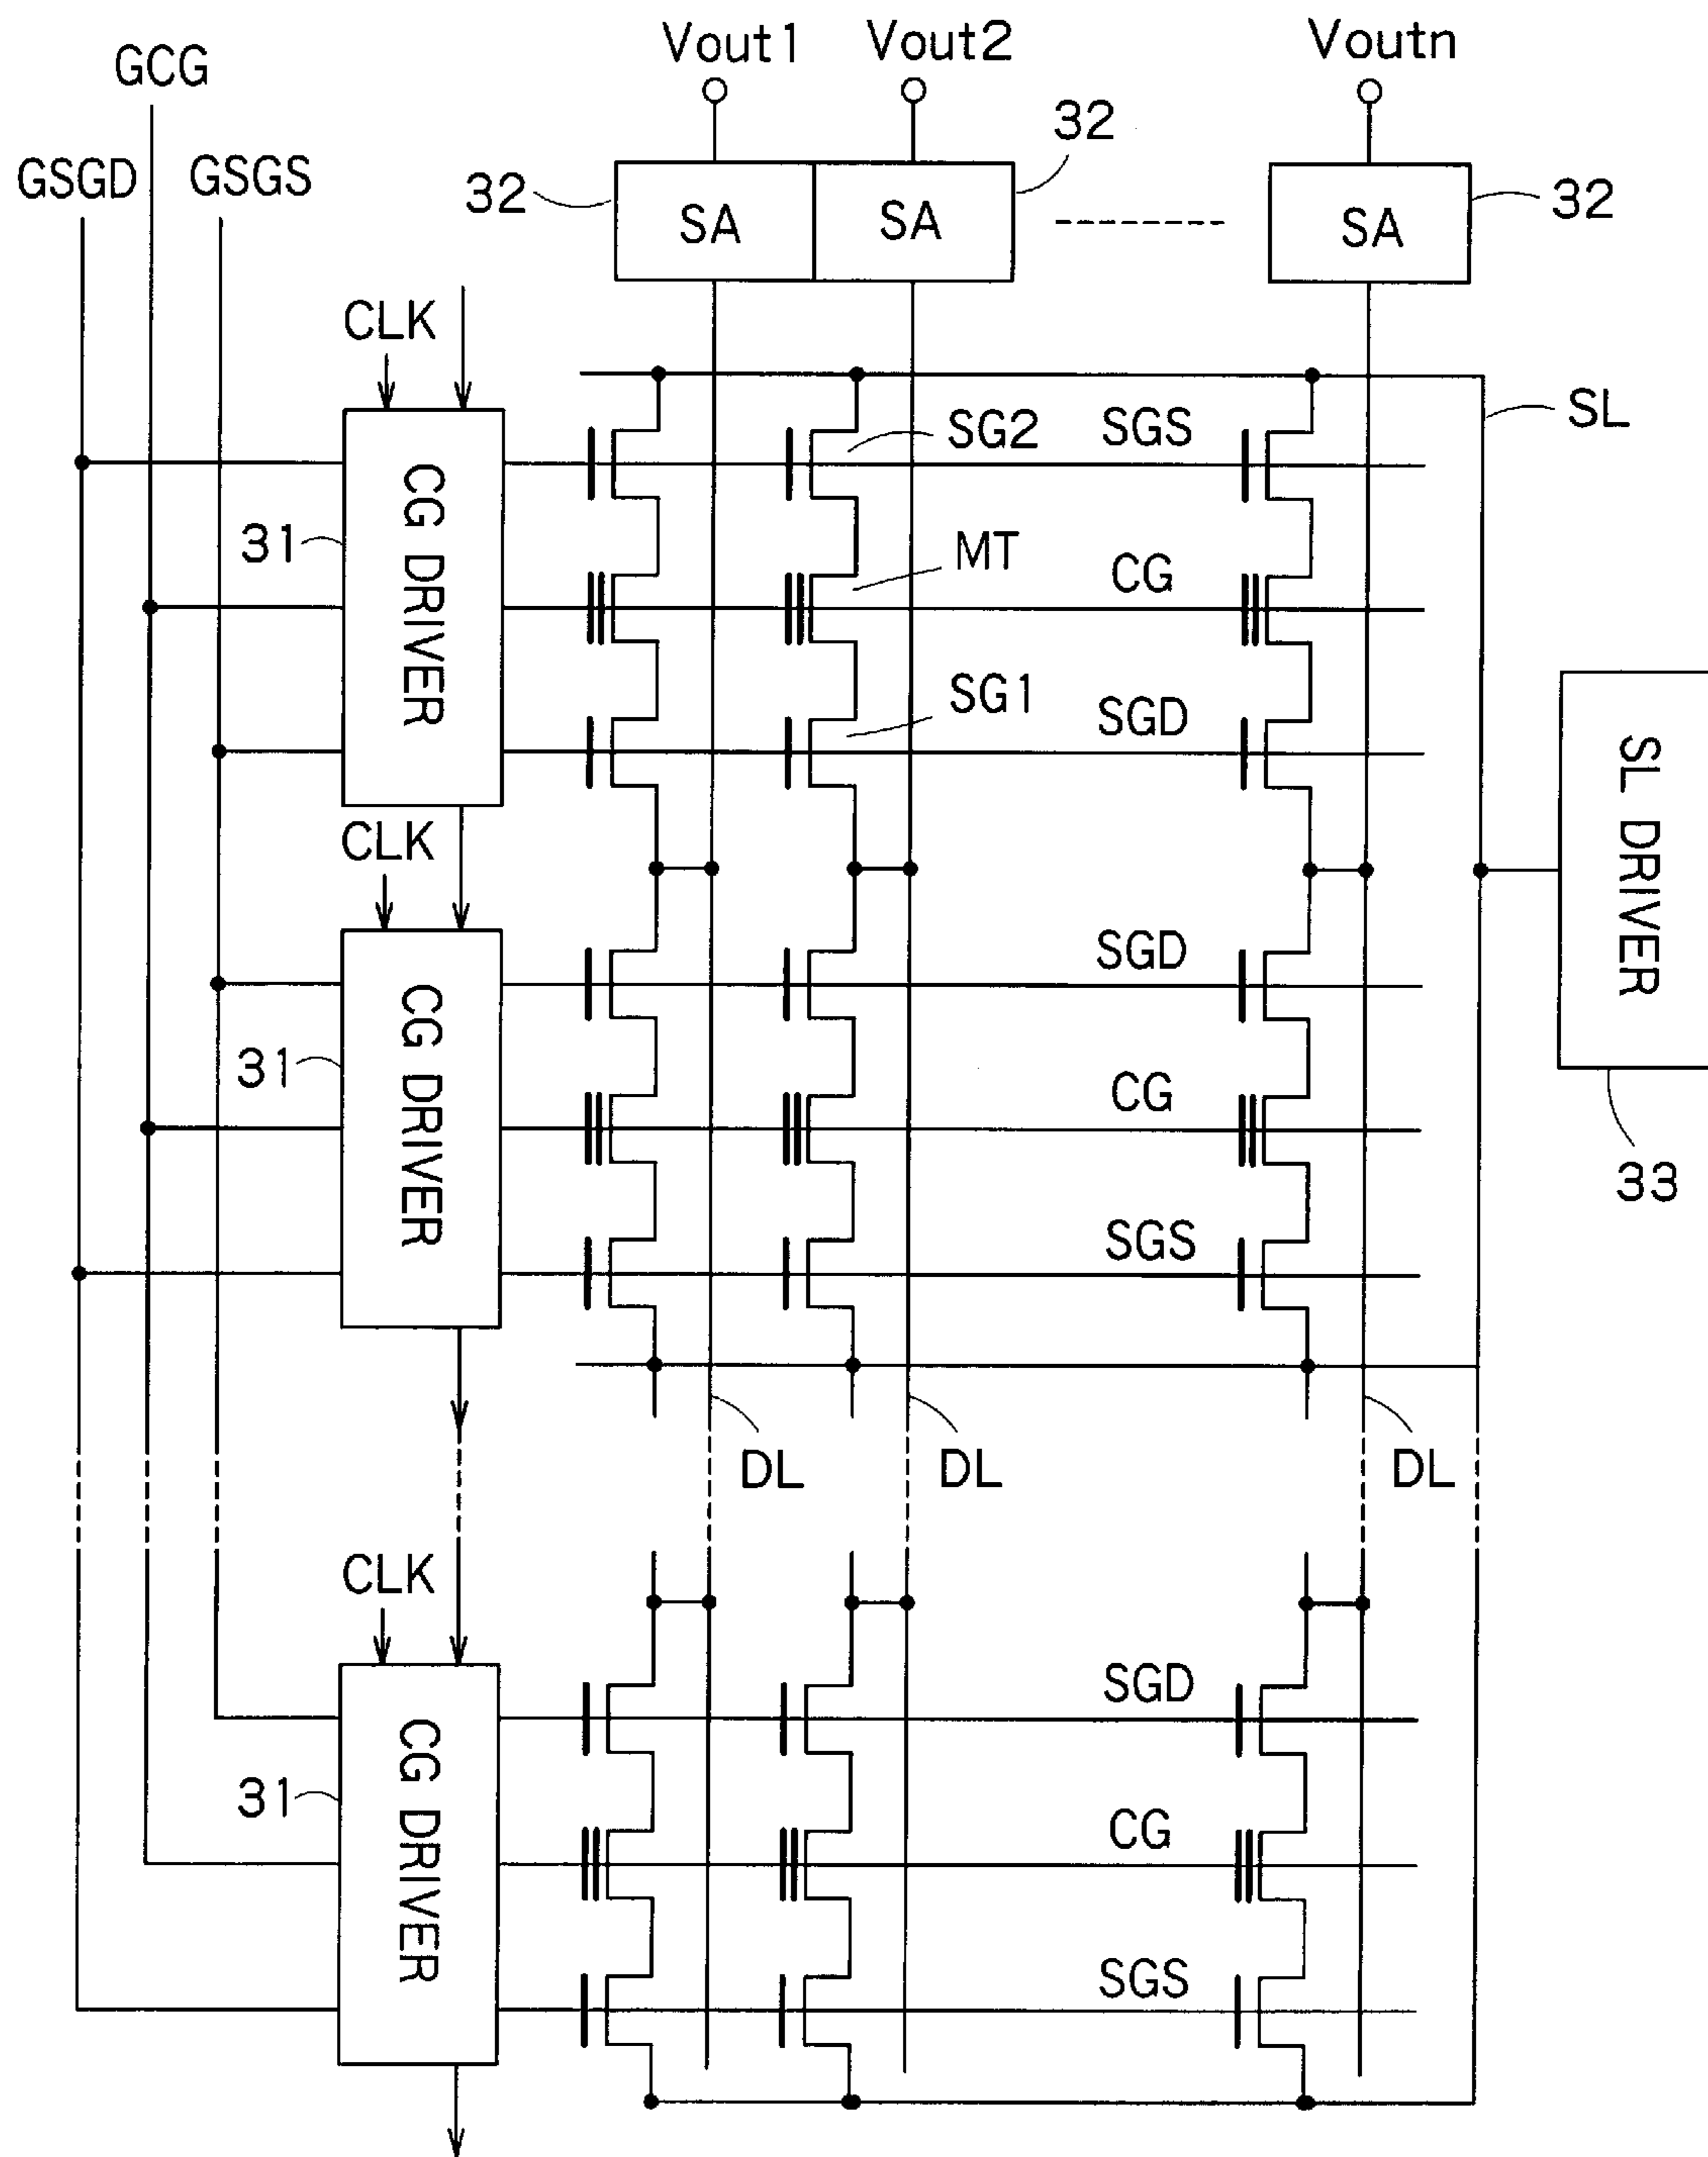 Vout1
Vout2
Voutn
GCG
GSGD
GSGS
32
32
32
SA
SA
SA
CLK
SL
SG2
SGS
CG DRIVER
31
MT
CG
SG1
SGD
SL DRIVER
CLK
SGD
CG DRIVER
31
CG
33
SGS
DL
DL
DL
CLK
SGD
CG DRIVER
31
CG
SGS